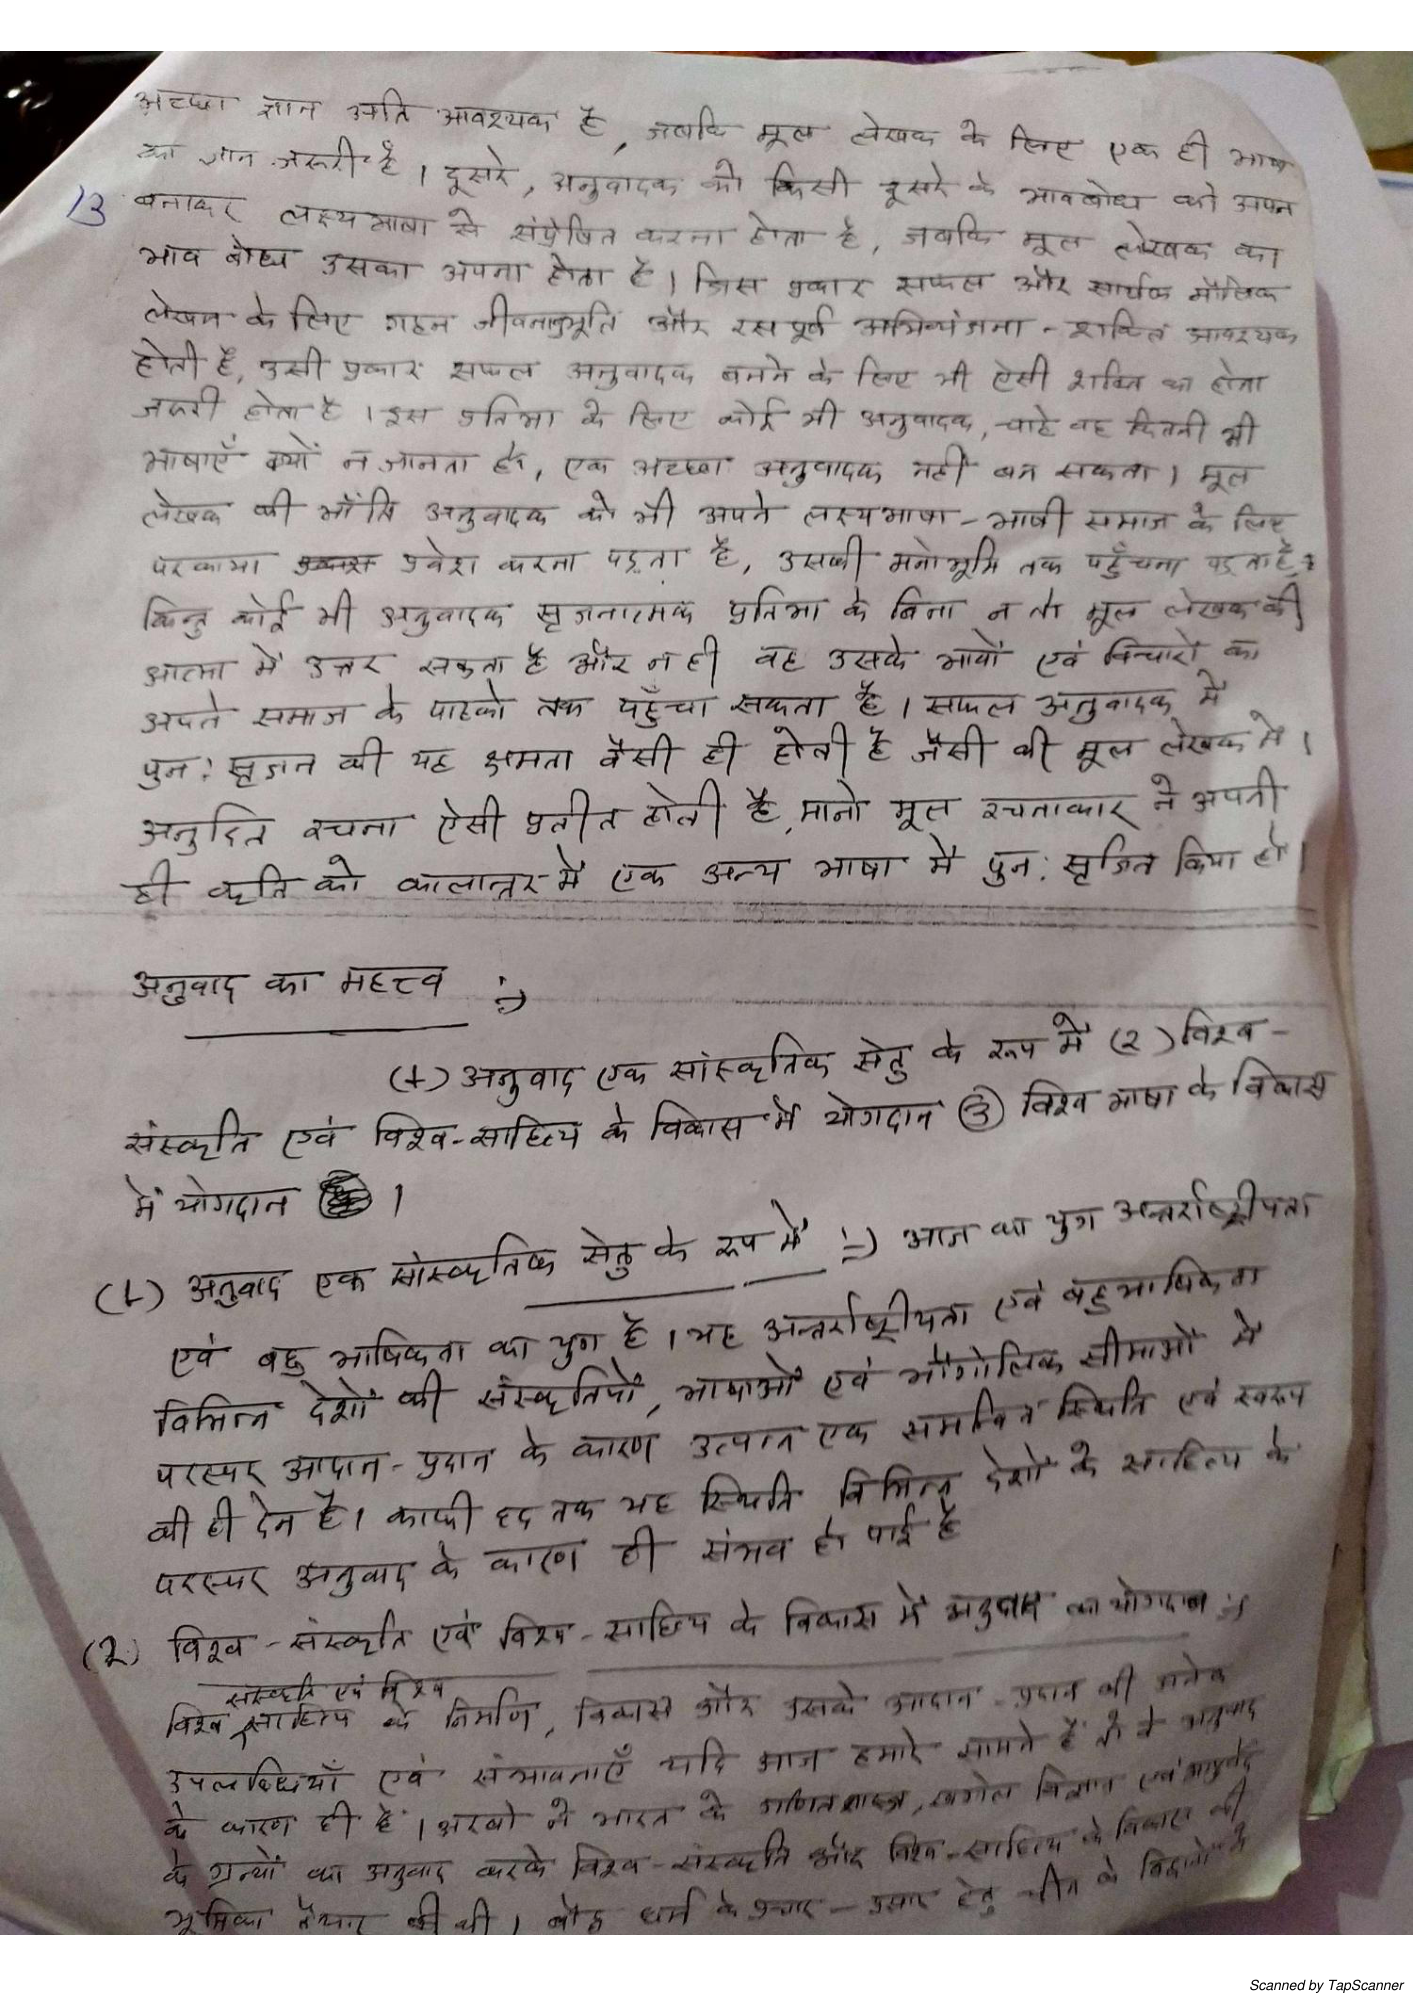 अच्छा ज्ञान अति आवश्यक है, जबकि मूल लेखक के लिए एक ही भाषा
का ज्ञान जरूरी है। दूसरे, अनुवादक को किसी दूसरे के भावबोध को अपना
13 बनाकर लक्ष्यभाषा से संप्रेषित करना होता है, जबकि मूल लेखक का
भाव बोध उसका अपना होता है। जिस प्रकार सफल और सार्थक मौलिक
लेखन के लिए गहन जीवनानुभूति और रसपूर्ण अभिव्यंजना-शक्ति आवश्यक
होती है, उसी प्रकार सफल अनुवादक बनने के लिए भी ऐसी शक्ति का होना
जरूरी होता है। इस प्रतिभा के लिए कोई भी अनुवादक, चाहे वह कितनी भी
भाषाएँ क्यों न जानता हो, एक अच्छा अनुवादक नहीं बन सकता। मूल
लेखक की भाँति अनुवादक को भी अपने लक्ष्यभाषा-भाषी समाज के लिए
परकाया प्रवेश करना पड़ता है, उसकी मनोभूमि तक पहुँचना पड़ता है।
किन्तु कोई भी अनुवादक सृजनात्मक प्रतिभा के बिना न तो मूल लेखक की
आत्मा में उतर सकता है और न ही वह उसके भावों एवं विचारों को
अपने समाज के पाठको तक पहुँचा सकता है। सफल अनुवादक में
पुन: सृजन की यह क्षमता वैसी ही होती है जैसी की मूल लेखक में।
अनुदित रचना ऐसी प्रतीत होती है, मानो मूल रचनाकार ने अपनी
ही कृति को कालान्तर में एक अन्य भाषा में पुन: सृजित किया हो।
अनुवाद का महत्त्व :-)
(1) अनुवाद एक सांस्कृतिक सेतु के रूप में (2) विश्व-
संस्कृति एवं विश्व-साहित्य के विकास में योगदान (3) विश्व भाषा के विकास
में योगदान ।
(1) अनुवाद एक सांस्कृतिक सेतु के रूप में :-) आज का युग अन्तर्राष्ट्रीयता
एवं बहु भाषिकता का युग है। यह अन्तर्राष्ट्रीयता एवं बहुभाषिकता
विभिन्न देशों की संस्कृतियों, भाषाओं एवं भौगोलिक सीमाओं में
परस्पर आदान-प्रदान के कारण उत्पन्न एक समन्वित स्थिति एवं स्वरूप
की ही देन है। काफी हद तक यह स्थिति विभिन्न देशों के साहित्य के
परस्पर अनुवाद के कारण ही संभव हो पाई है
(2) विश्व-संस्कृति एवं विश्व-साहित्य के विकास में अनुवाद का योगदान :-)
संस्कृति एवं विश्व
विश्व साहित्य के निर्माण, विकास और उसके आदान-प्रदान की अनेक
उपलब्धियाँ एवं संभावनाएँ यदि आज हमारे सामने हैं तो वे अनुवाद
के कारण ही हैं। अरबो ने भारत के गणितशास्त्र, खगोल विज्ञान एवं आयुर्वेद
के ग्रन्थों का अनुवाद करके विश्व-संस्कृति और विश्व-साहित्य के विकास की
भूमिका तैयार की थी। बौद्ध धर्म के प्रचार-प्रसार हेतु चीन के विद्वानों ने